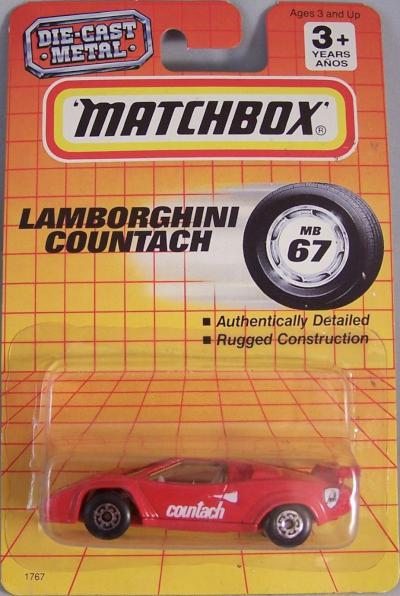 DIE-CAST
METAL
Ages 3 and Up
3+
YEARS
AÑOS
'MATCHBOX'®
LAMBORGHINI
COUNTACH
MB
67
■ Authentically Detailed
■ Rugged Construction
countach
1767